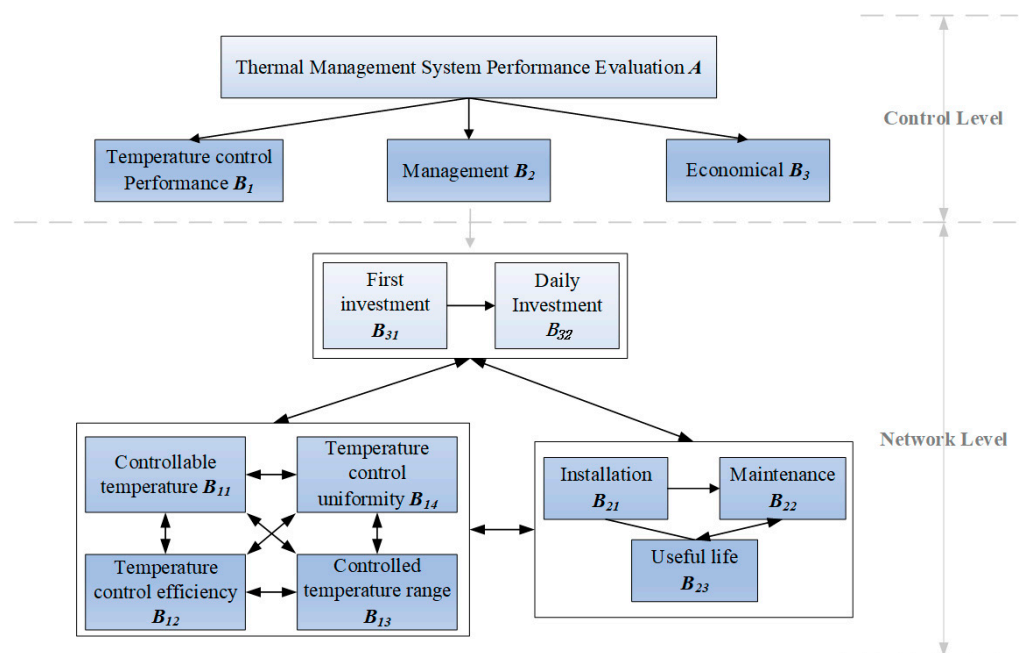 Thermal Management System Performance Evaluation A
Control Level
Temperature control
Performance B1
Management B2
Economical B3
First
investment
B31
Daily
Investment
B32
Network Level
Controllable
temperature B11
Temperature
control
uniformity B14
Temperature
control efficiency
B12
Controlled
temperature range
B13
Installation
B21
Maintenance
B22
Useful life
B23